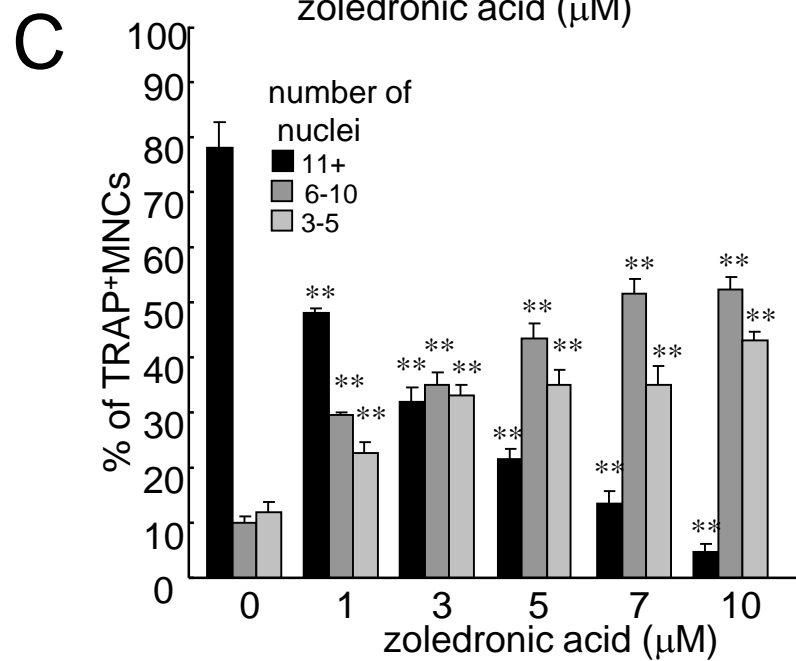 zoledronic acid (μM)
C
100
90
80
70
60
50
40
30
20
10
0
% of TRAP⁺MNCs
number of
nuclei
11+
6-10
3-5
**
** ** **
** ** **
** ** **
** ** **
** ** **
0 1 3 5 7 10
zoledronic acid (μM)